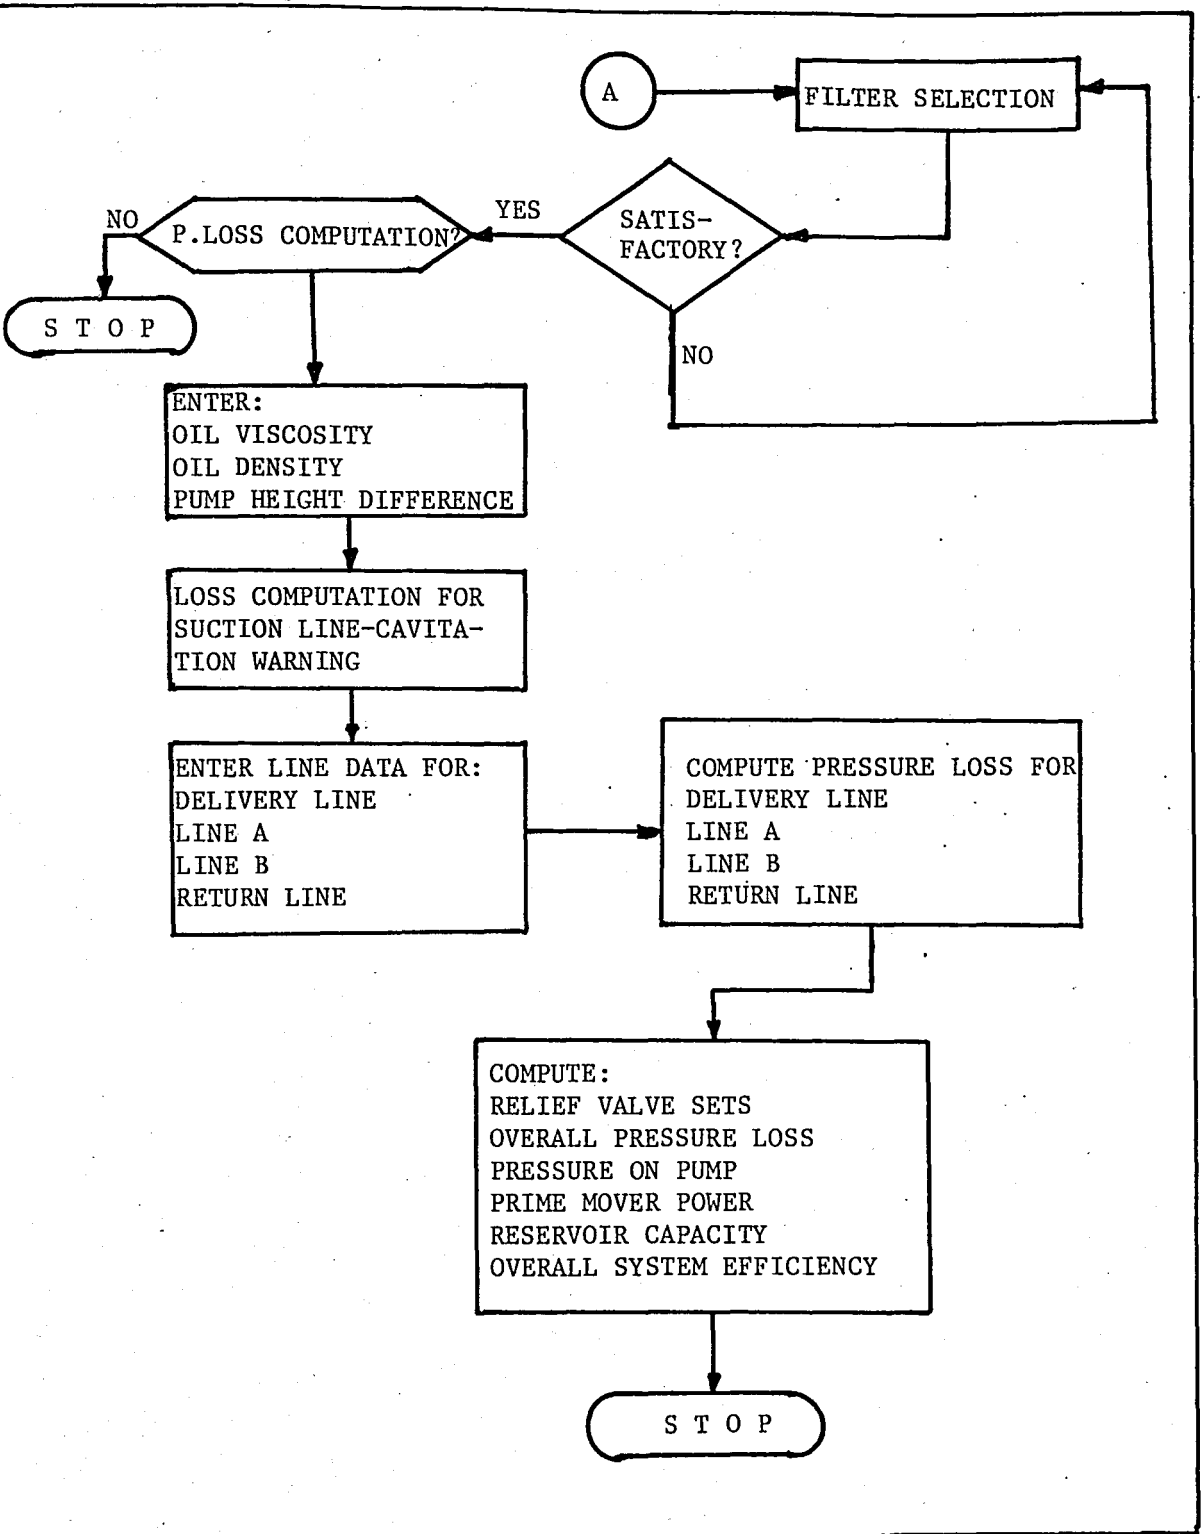 A
FILTER SELECTION
SATIS-
FACTORY?
YES
NO
P.LOSS COMPUTATION?
NO
S T O P
ENTER:
OIL VISCOSITY
OIL DENSITY
PUMP HEIGHT DIFFERENCE
LOSS COMPUTATION FOR
SUCTION LINE-CAVITA-
TION WARNING
ENTER LINE DATA FOR:
DELIVERY LINE
LINE A
LINE B
RETURN LINE
COMPUTE PRESSURE LOSS FOR
DELIVERY LINE
LINE A
LINE B
RETURN LINE
COMPUTE:
RELIEF VALVE SETS
OVERALL PRESSURE LOSS
PRESSURE ON PUMP
PRIME MOVER POWER
RESERVOIR CAPACITY
OVERALL SYSTEM EFFICIENCY
S T O P